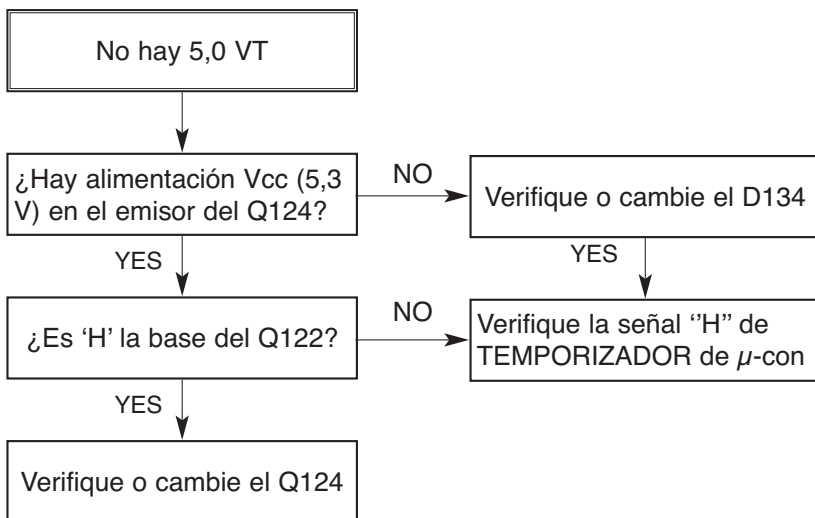 No hay 5,0 VT
¿Hay alimentación Vcc (5,3
V) en el emisor del Q124?
NO
Verifique o cambie el D134
YES
YES
¿Es ‘H’ la base del Q122?
NO
Verifique la señal ‘’H’’ de
TEMPORIZADOR de µ-con
YES
Verifique o cambie el Q124